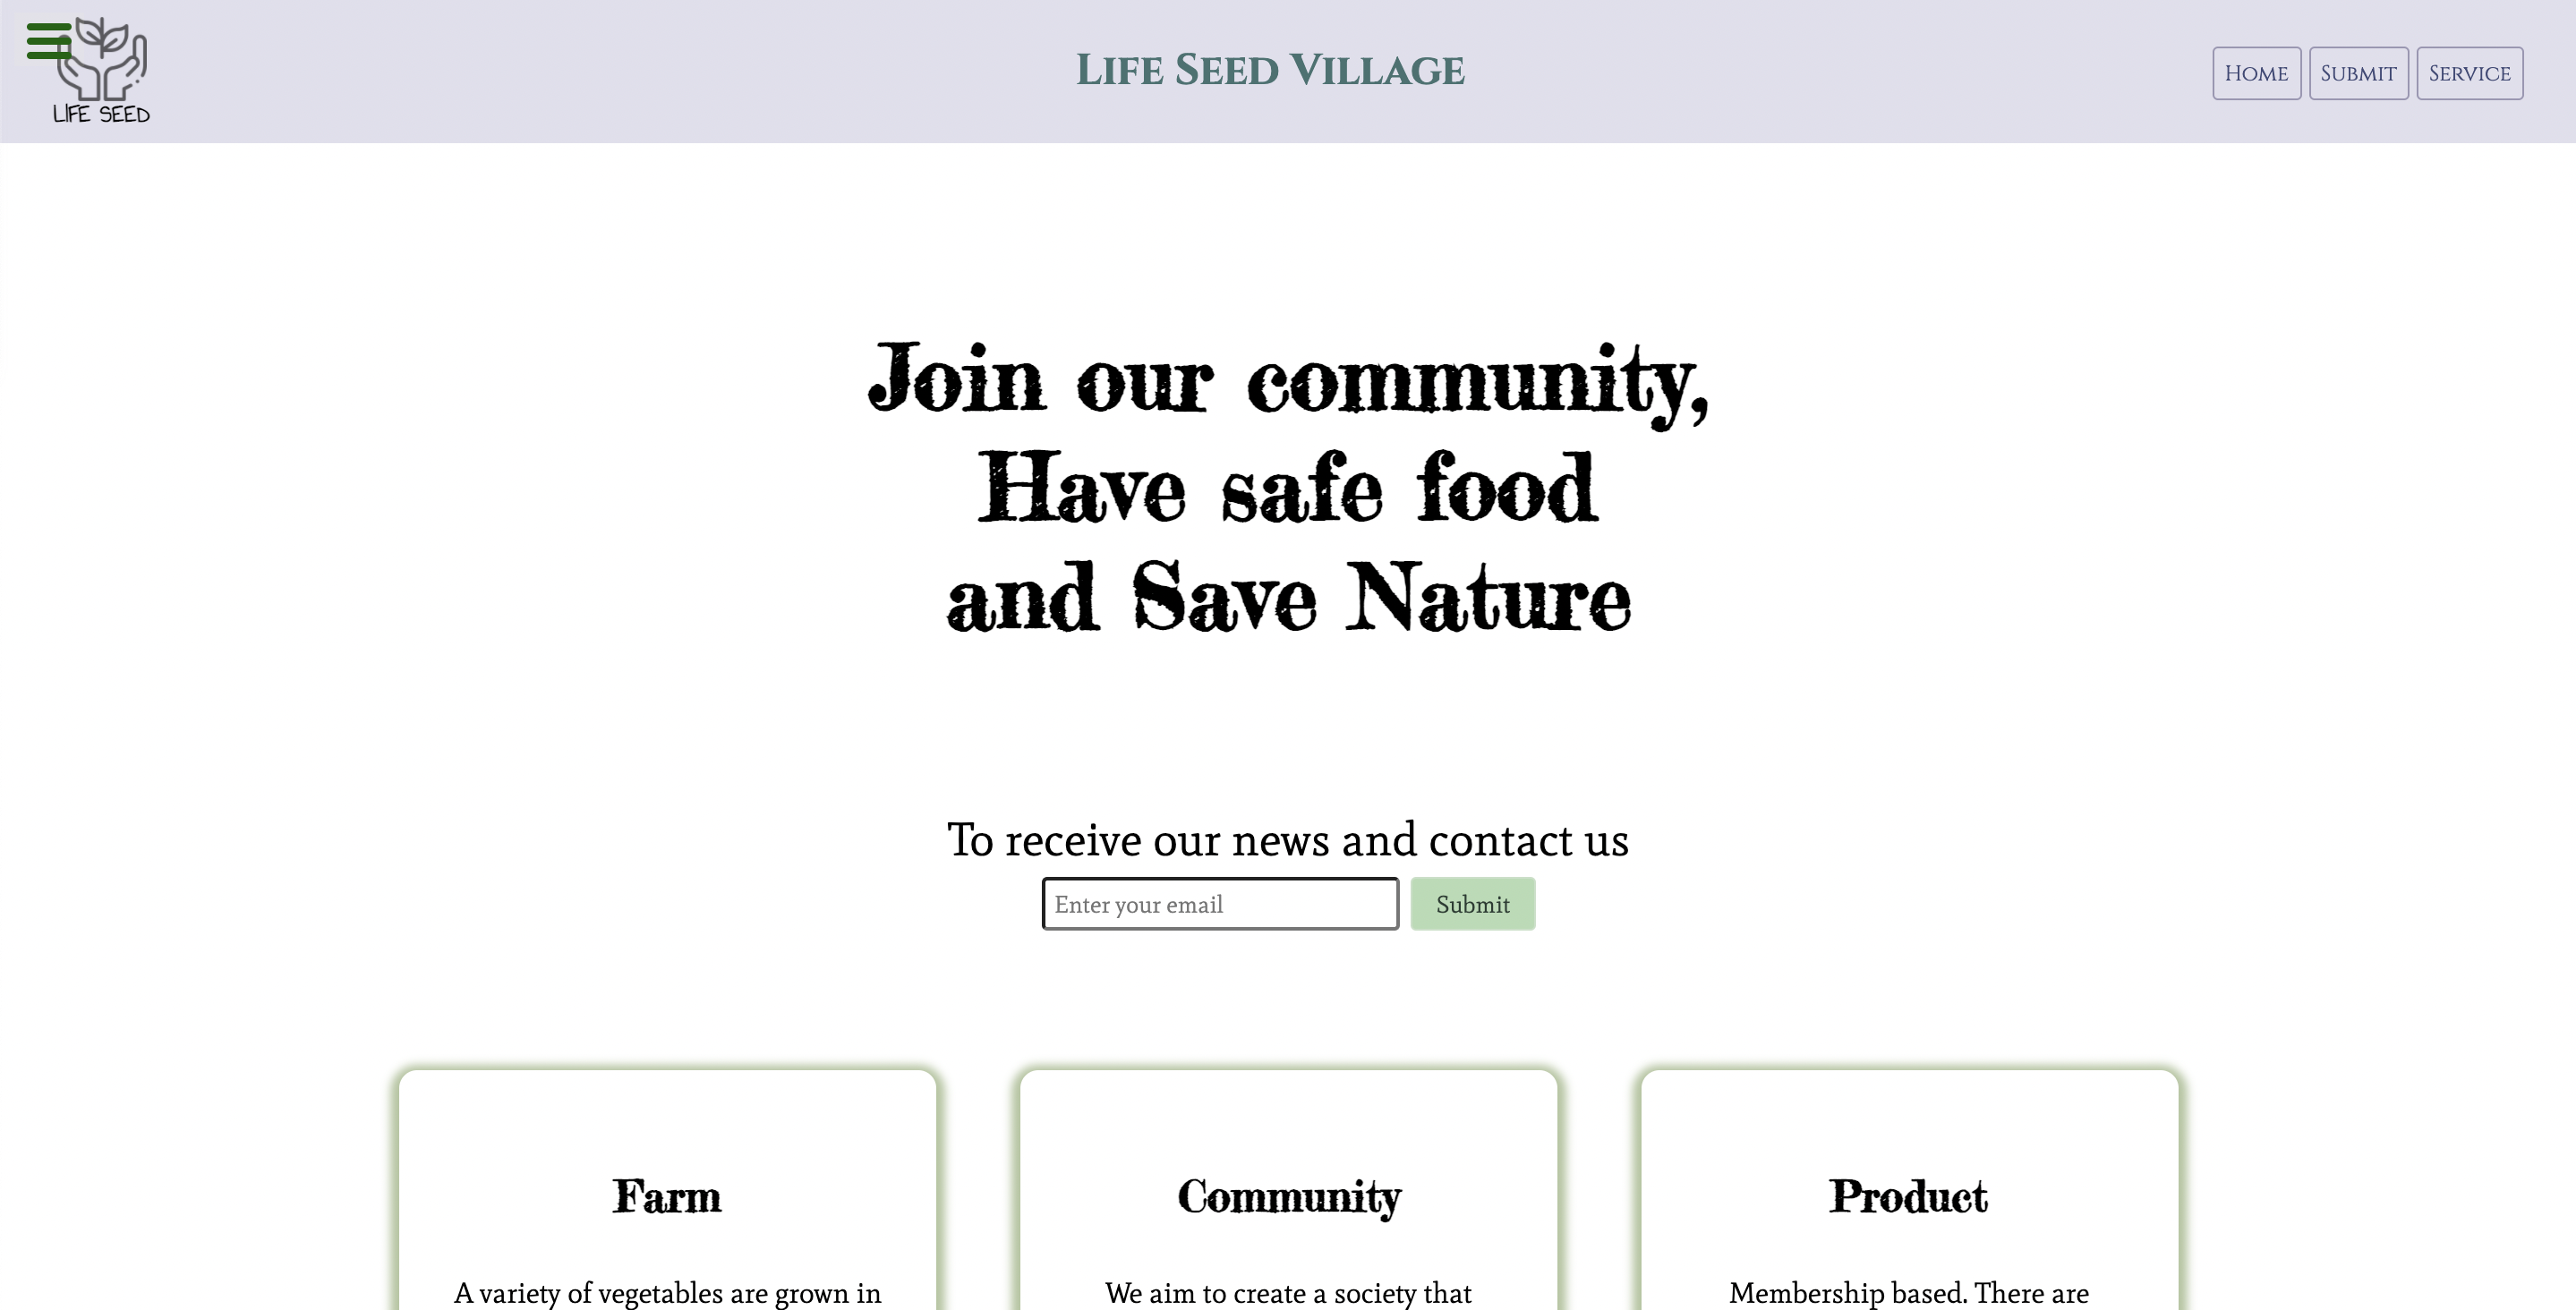 LIFE SEED
Life Seed Village
Home
Submit
Service
Join our community,
Have safe food
and Save Nature
To receive our news and contact us
Enter your email
Submit
Farm
Community
Product
A variety of vegetables are grown in
We aim to create a society that
Membership based. There are